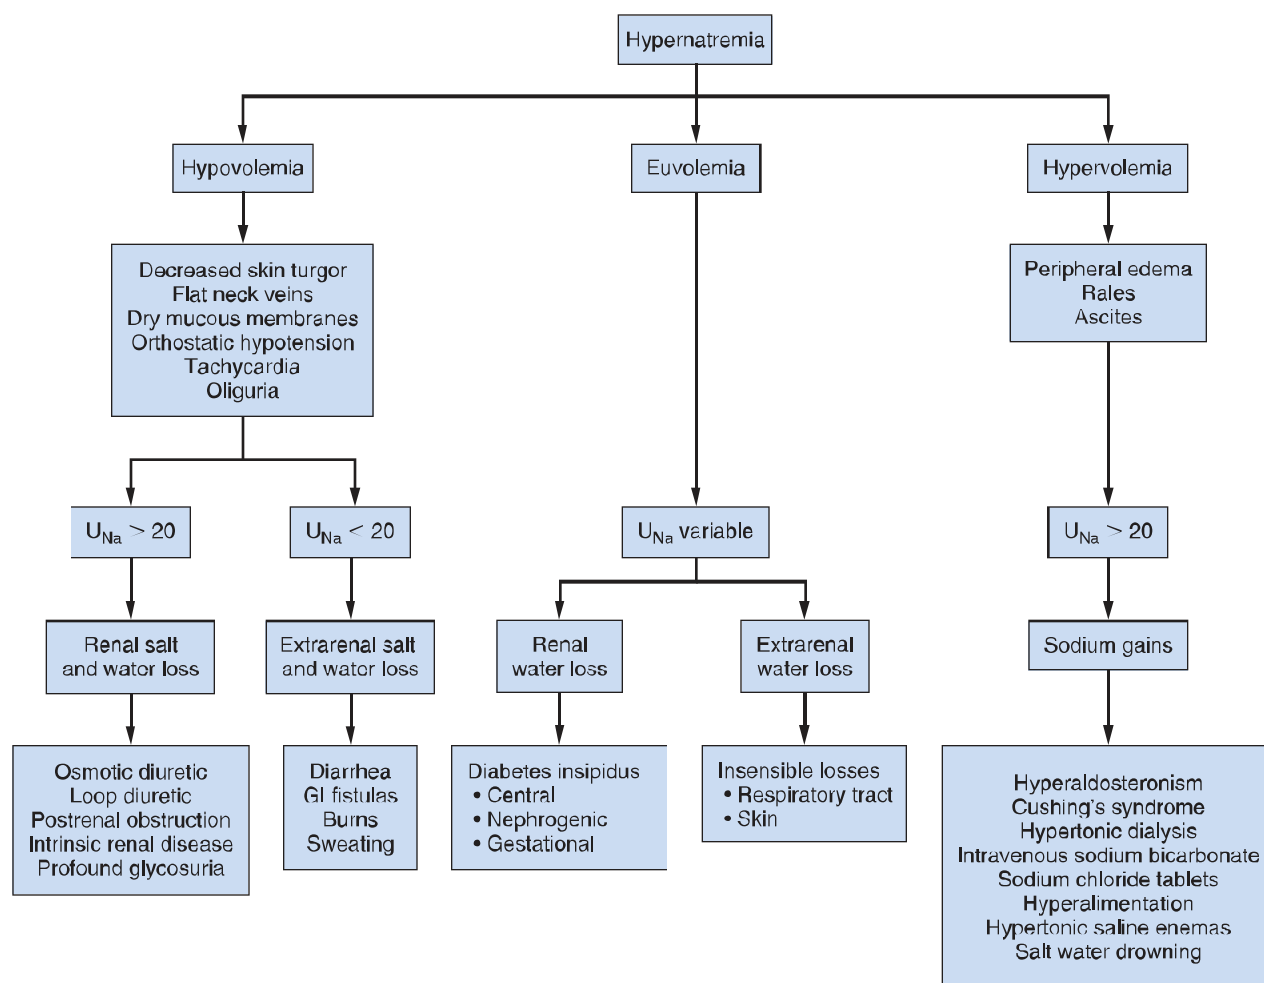 Hypernatremia
Hypovolemia
Euvolemia
Hypervolemia
Decreased skin turgor
Flat neck veins
Dry mucous membranes
Orthostatic hypotension
Tachycardia
Oliguria
Peripheral edema
Rales
Ascites
U_Na > 20
U_Na < 20
U_Na variable
U_Na > 20
Renal salt
and water loss
Extrarenal salt
and water loss
Renal
water loss
Extrarenal
water loss
Sodium gains
Osmotic diuretic
Loop diuretic
Postrenal obstruction
Intrinsic renal disease
Profound glycosuria
Diarrhea
GI fistulas
Burns
Sweating
Diabetes insipidus
• Central
• Nephrogenic
• Gestational
Insensible losses
• Respiratory tract
• Skin
Hyperaldosteronism
Cushing's syndrome
Hypertonic dialysis
Intravenous sodium bicarbonate
Sodium chloride tablets
Hyperalimentation
Hypertonic saline enemas
Salt water drowning